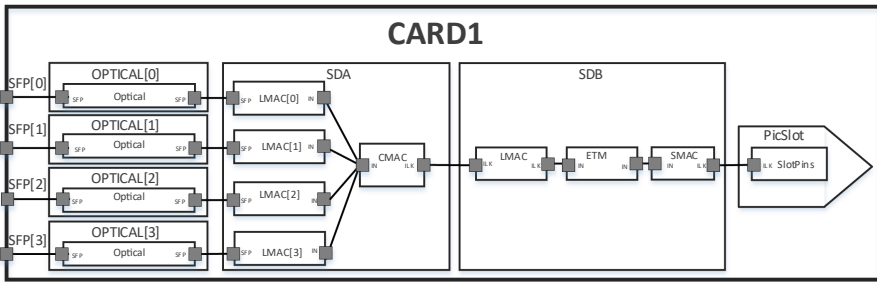 CARD1
SFP[0]
OPTICAL[0]
SFP Optical SFP
SFP[1]
OPTICAL[1]
SFP Optical SFP
SFP[2]
OPTICAL[2]
SFP Optical SFP
SFP[3]
OPTICAL[3]
SFP Optical SFP
SDA
SFP LMAC[0] IN
SFP LMAC[1] IN
SFP LMAC[2] IN
SFP LMAC[3] IN
CMAC
IN ILK
SDB
LMAC
ILK IN
ETM
IN IN
SMAC
IN ILK
PicSlot
ILK SlotPins